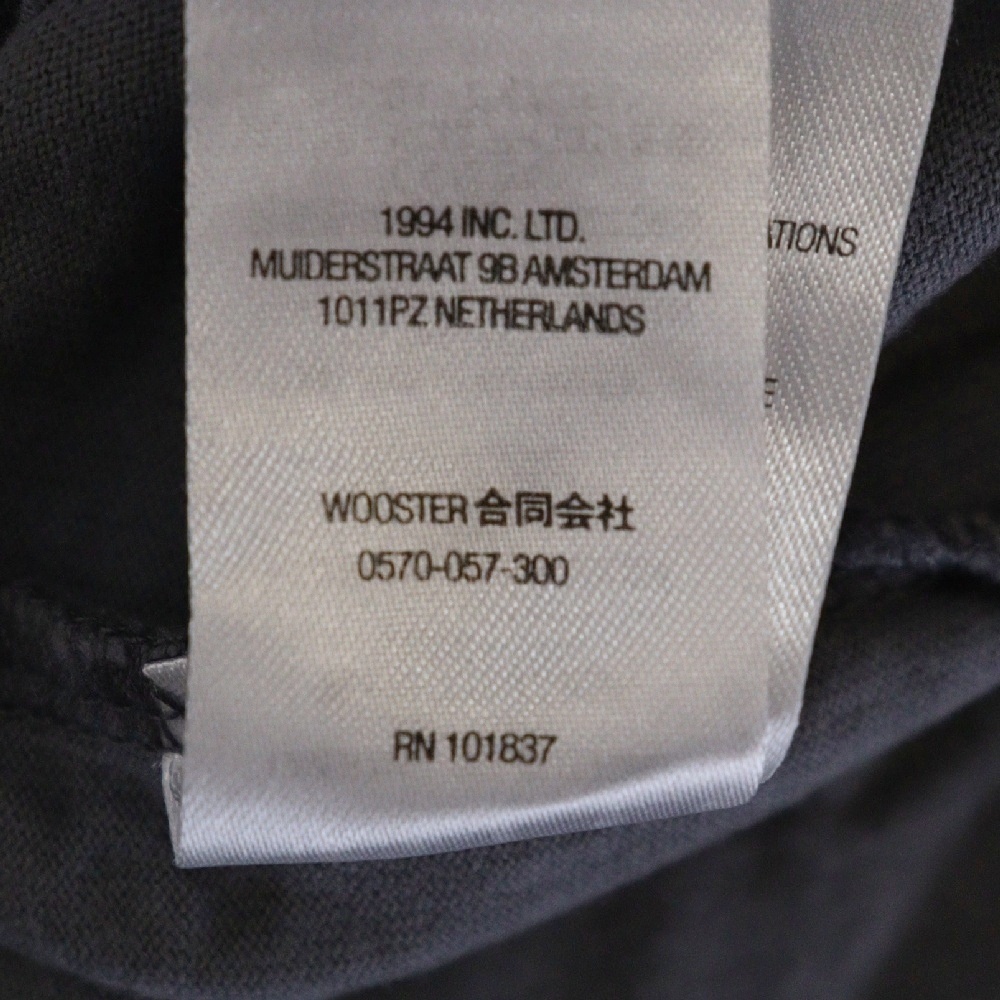 1994 INC. LTD.
MUIDERSTRAAT 9B AMSTERDAM
1011PZ NETHERLANDS
WOOSTER 合同会社
0570-057-300
RN 101837
ATIONS
E